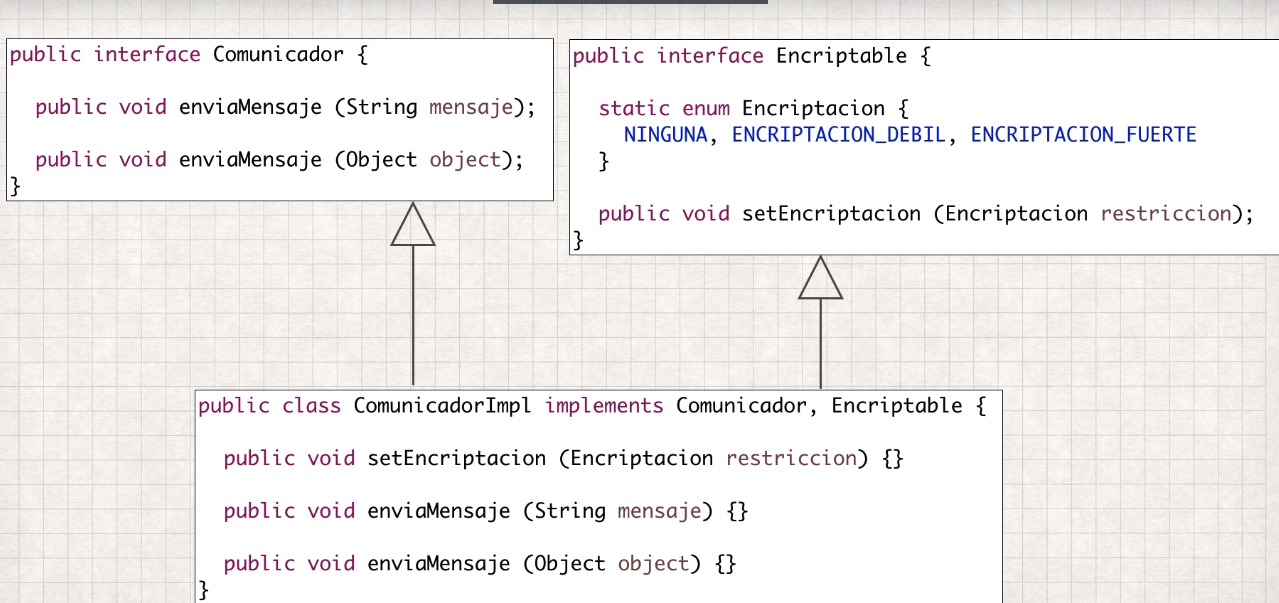 public interface Comunicador {
public void enviaMensaje (String mensaje);
public void enviaMensaje (Object object);
}
public interface Encriptable {
static enum Encriptacion {
NINGUNA, ENCRIPTACION_DEBIL, ENCRIPTACION_FUERTE
}
public void setEncriptacion (Encriptacion restriccion);
}
public class ComunicadorImpl implements Comunicador, Encriptable {
public void setEncriptacion (Encriptacion restriccion) {}
public void enviaMensaje (String mensaje) {}
public void enviaMensaje (Object object) {}
}